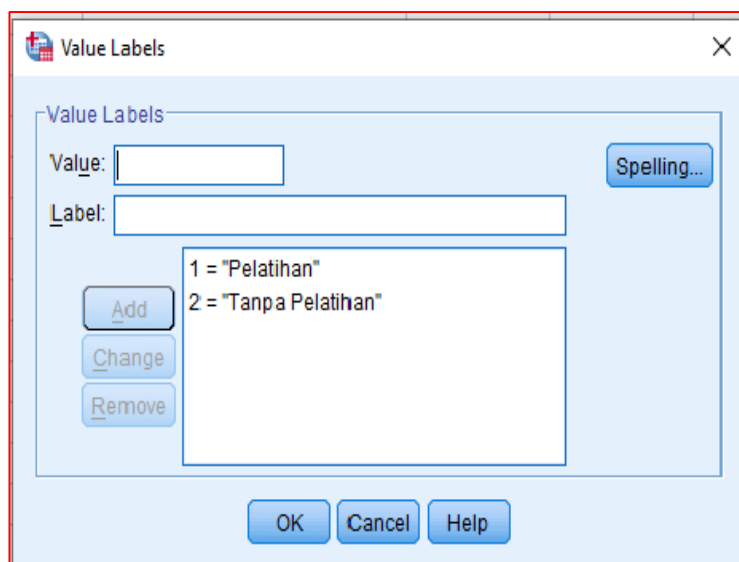 Value Labels
Value Labels
Value:
Spelling...
Label:
1 = "Pelatihan"
2 = "Tanpa Pelatihan"
Add
Change
Remove
OK Cancel Help